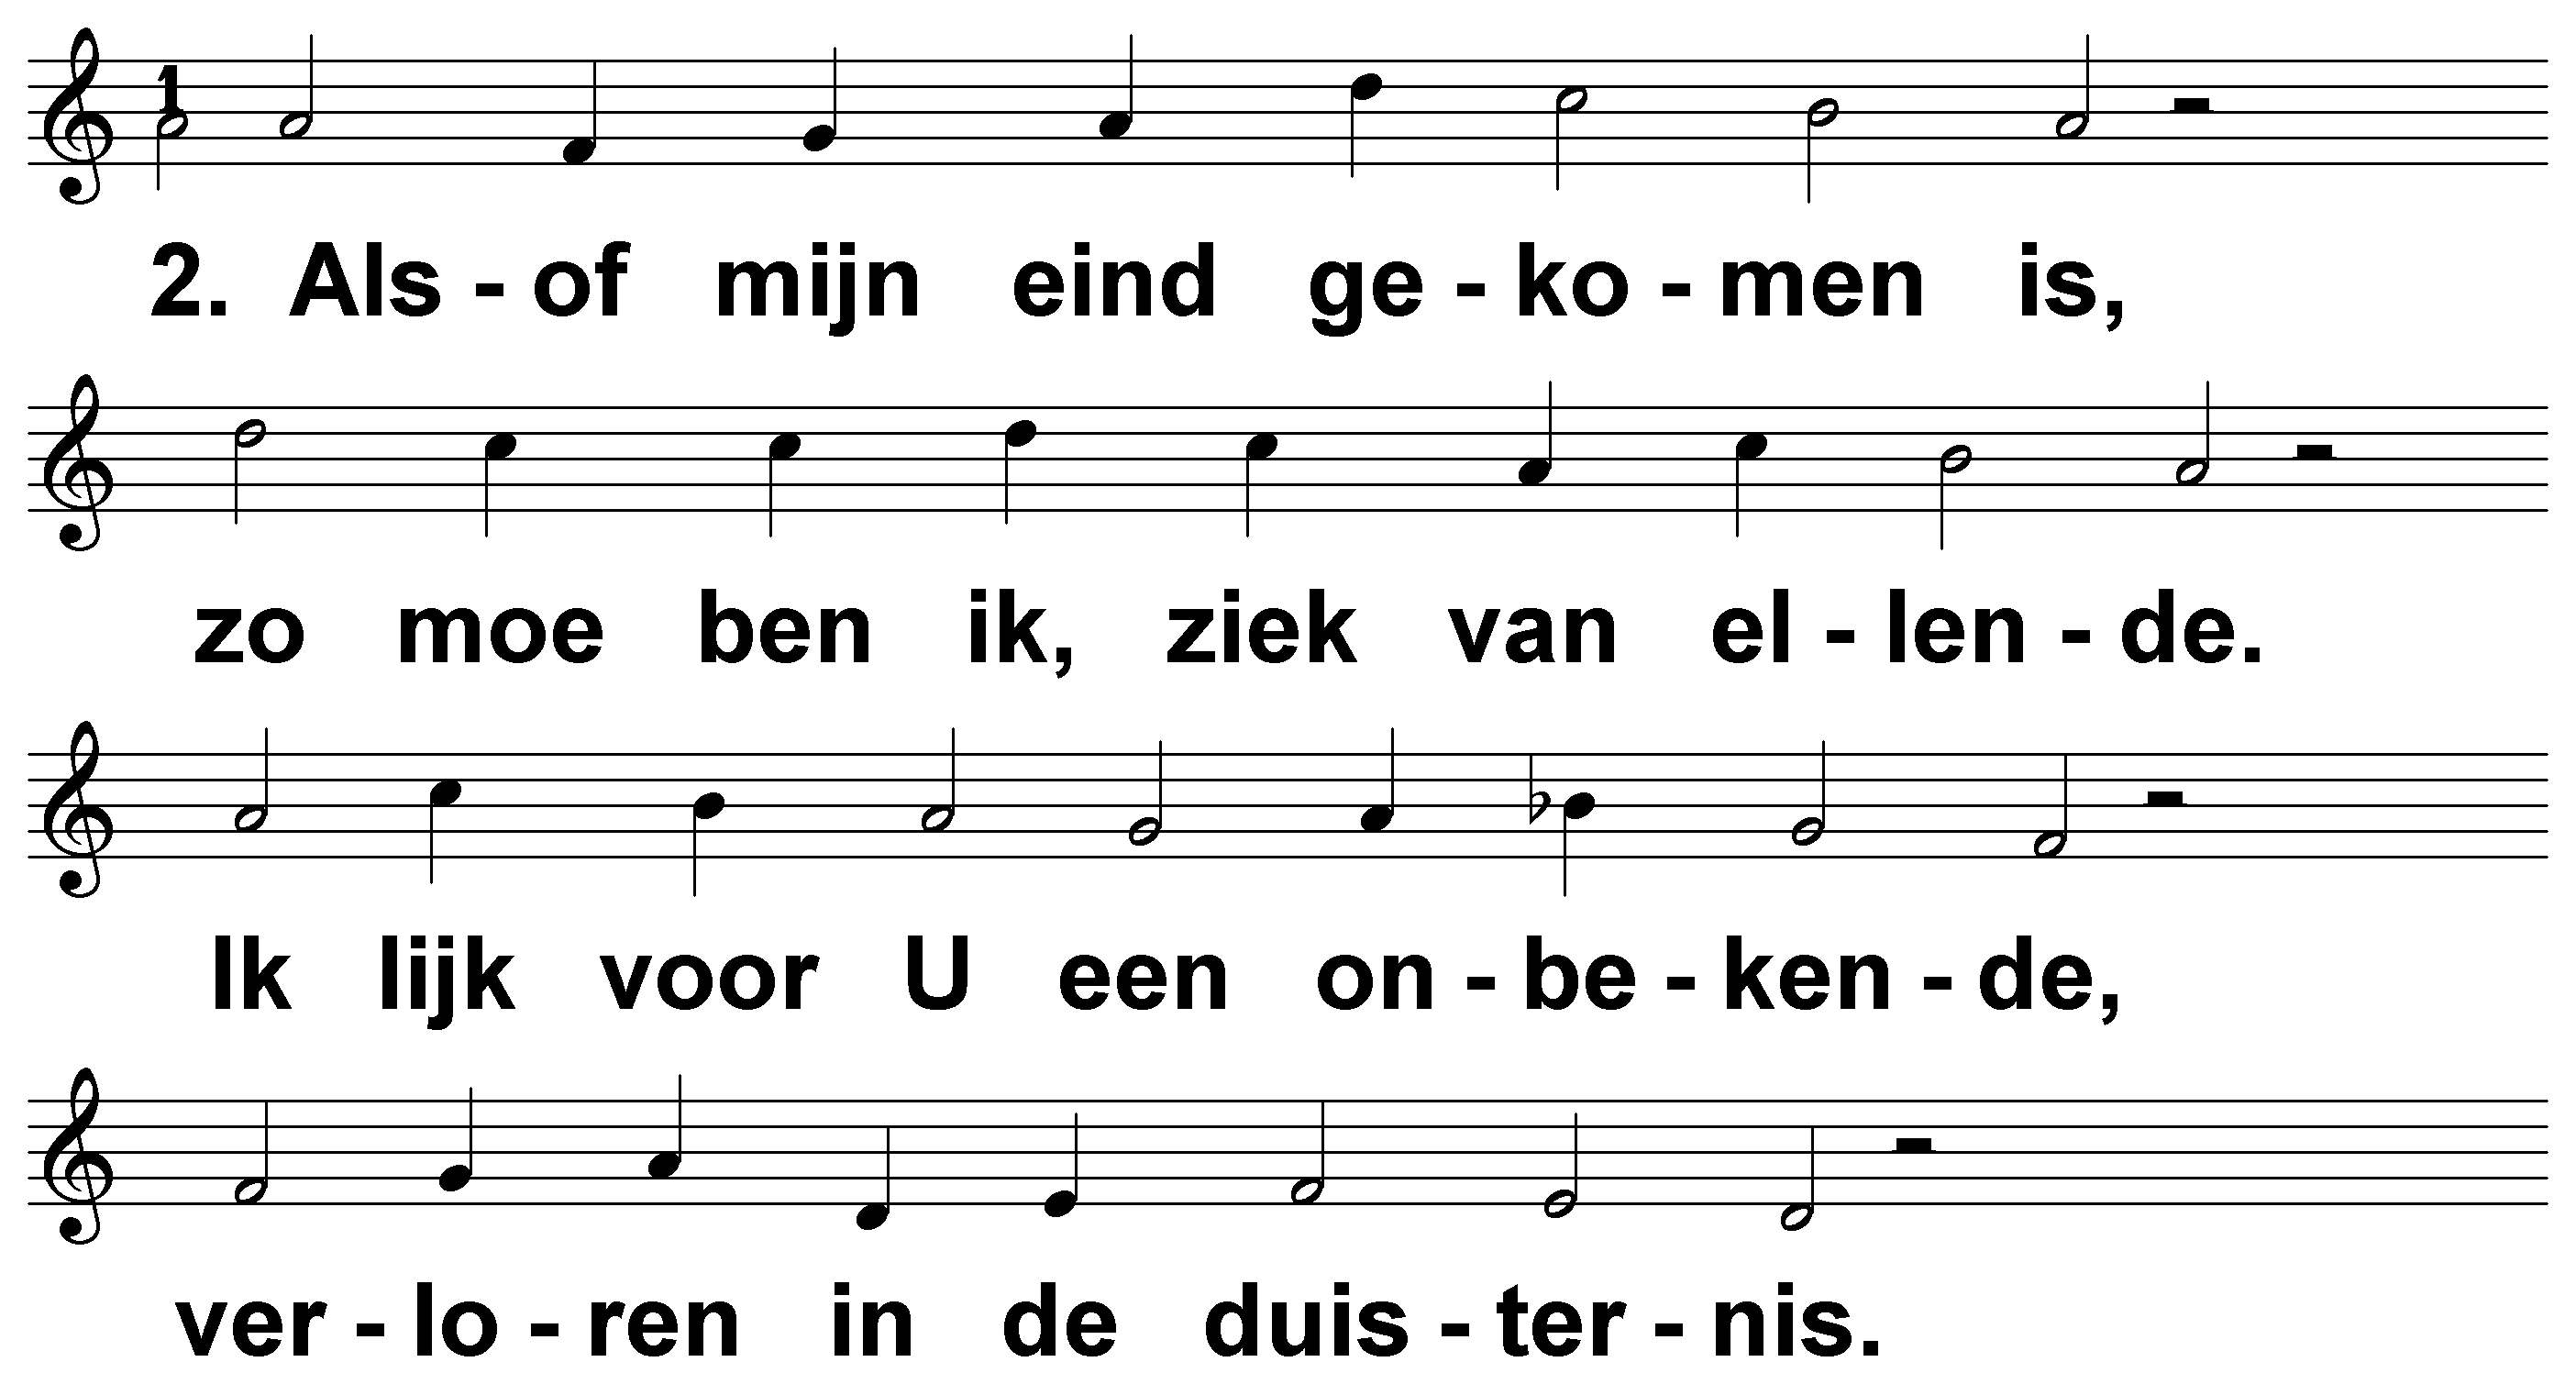 1
2. Als - of mijn eind ge - ko - men is,
zo moe ben ik, ziek van el - len - de.
Ik lijk voor U een on - be - ken - de,
ver - lo - ren in de duis - ter - nis.